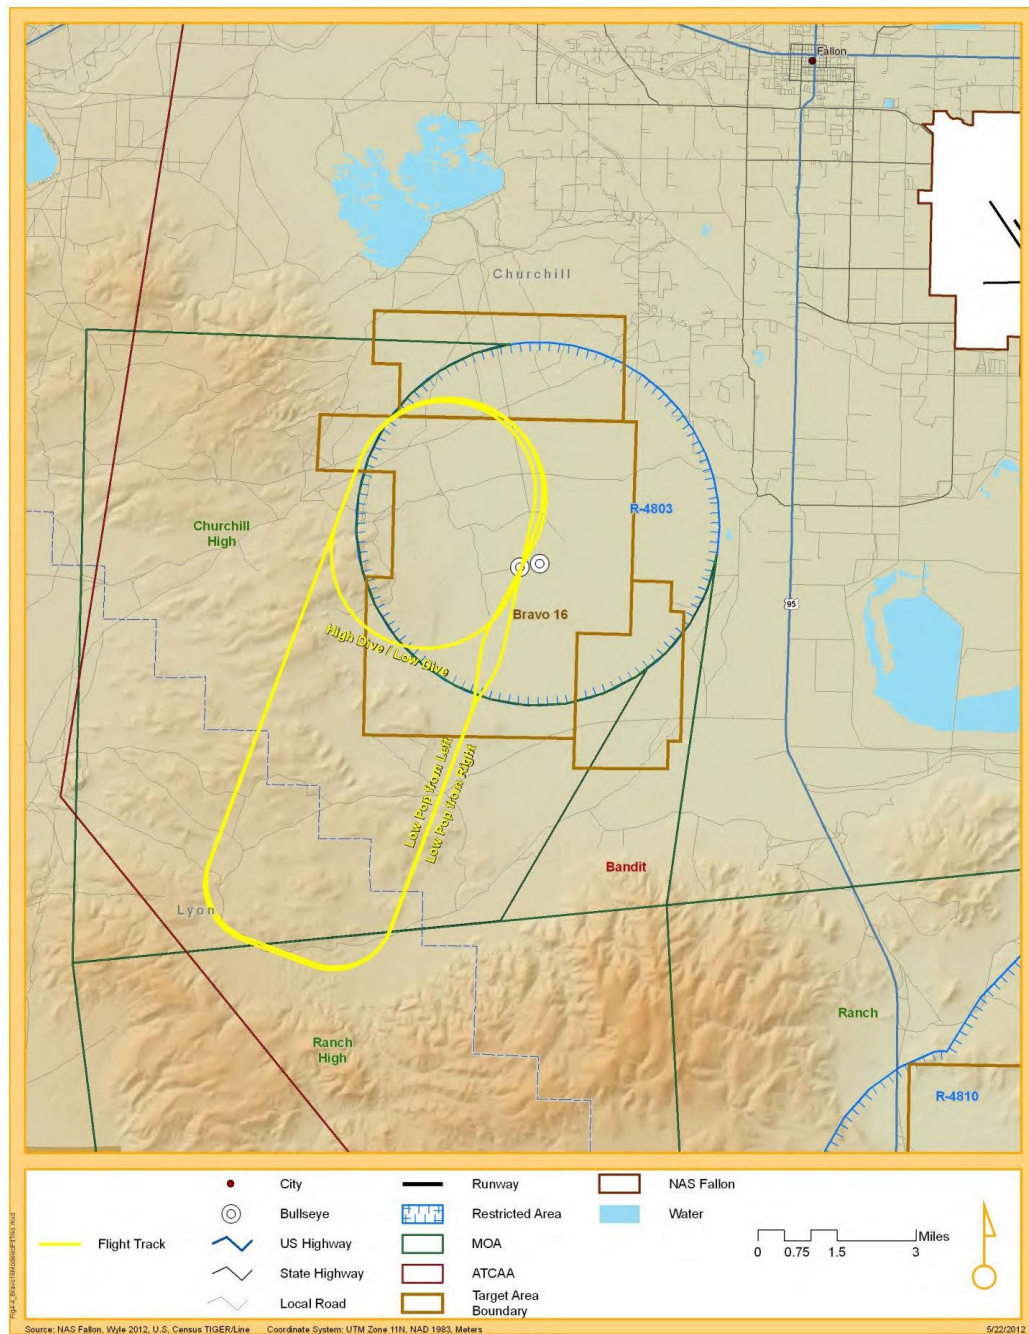 Fallon
Churchill
R-4803
Churchill
High
95
Bravo 16
High Dive / Low Dive
Low Pop from Left
Low Pop from Right
Bandit
Lyon
Ranch
Ranch
High
R-4810
City
Runway
NAS Fallon
Bullseye
Restricted Area
Water
Flight Track
US Highway
MOA
Miles
0 0.75 1.5 3
State Highway
ATCAA
Local Road
Target Area
Boundary
Source: NAS Fallon, Wyle 2012, U.S. Census TIGER/Line Coordinate System: UTM Zone 11N, NAD 1983, Meters
5/22/2012